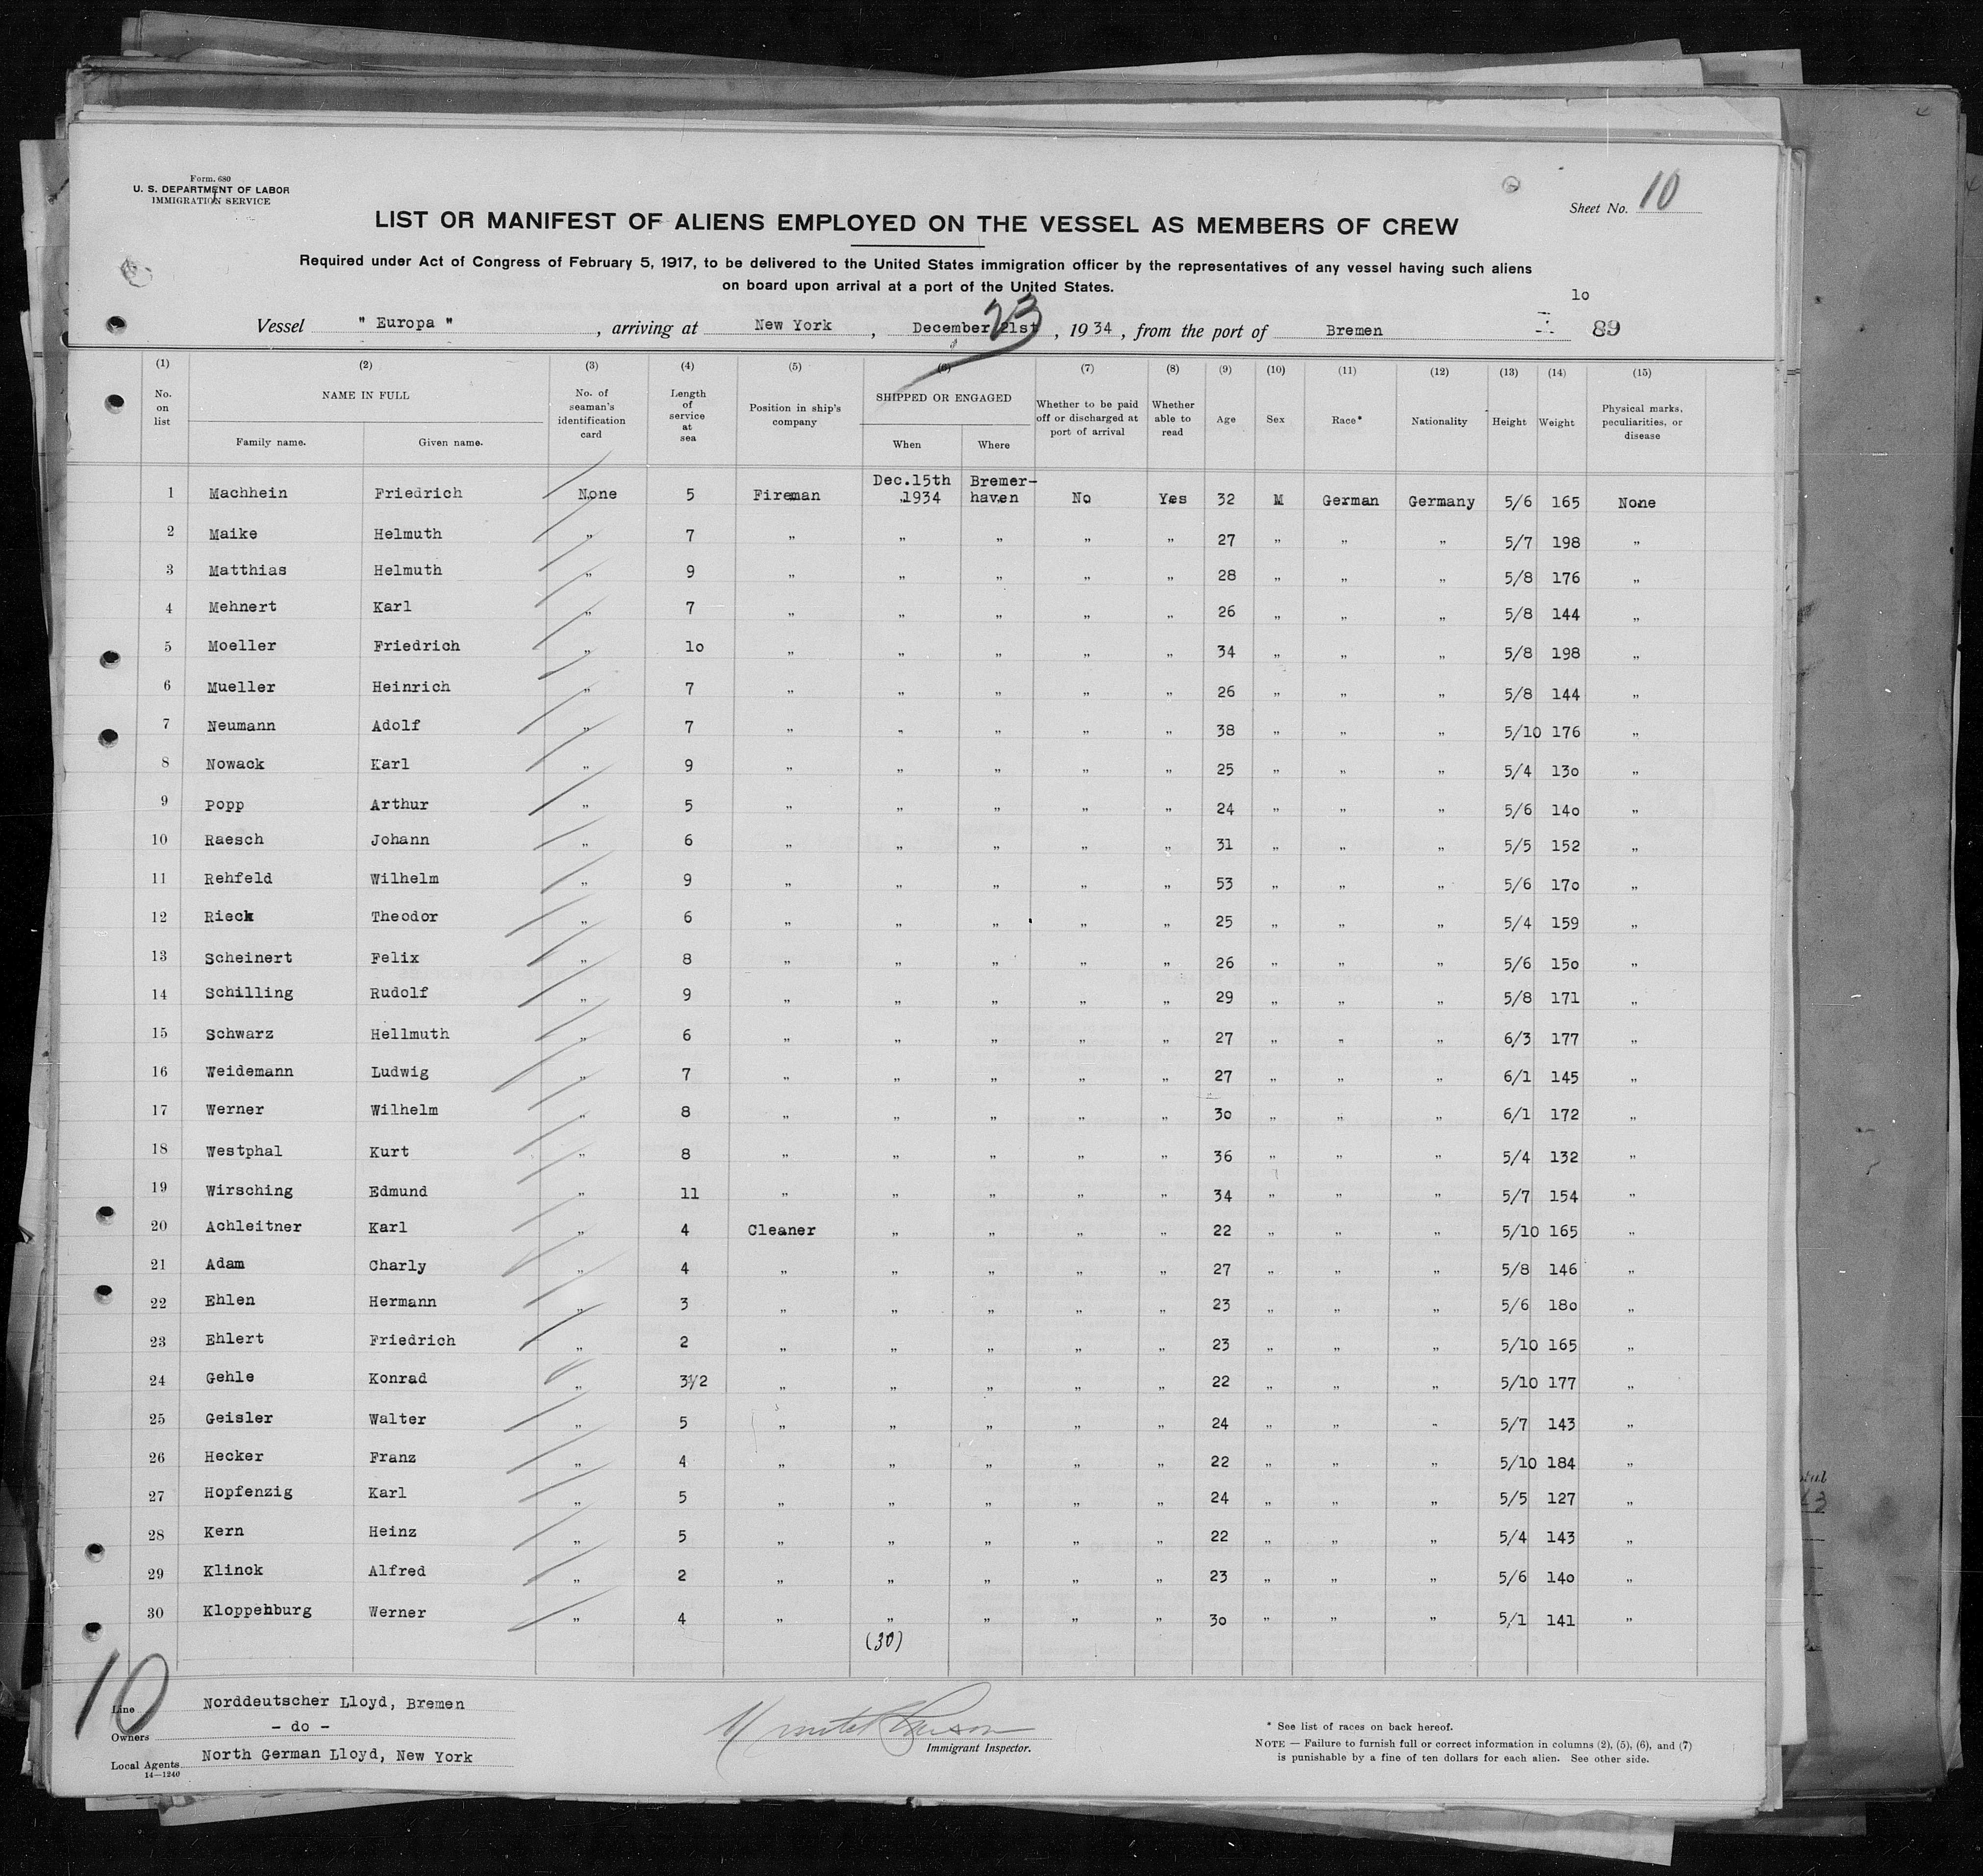 Form. 680
U. S. DEPARTMENT OF LABOR
IMMIGRATION SERVICE
Sheet No. 10
LIST OR MANIFEST OF ALIENS EMPLOYED ON THE VESSEL AS MEMBERS OF CREW
Required under Act of Congress of February 5, 1917, to be delivered to the United States immigration officer by the representatives of any vessel having such aliens
on board upon arrival at a port of the United States.
10
Vessel " Europa " , arriving at New York , December 21st 23 , 1934 , from the port of Bremen 89
(1) (2) (3) (4) (5) (6) (7) (8) (9) (10) (11) (12) (13) (14) (15)
No. on list NAME IN FULL Family name. Given name. No. of seaman's identification card Length of service at sea Position in ship's company SHIPPED OR ENGAGED When Where Whether to be paid off or discharged at port of arrival Whether able to read Age Sex Race* Nationality Height Weight Physical marks, peculiarities, or disease
1 Machhein Friedrich None 5 Fireman Dec.15th 1934 Bremer-haven No Yes 32 M German Germany 5/6 165 None
2 Maike Helmuth " 7 " " " " " 27 " " " 5/7 198 "
3 Matthias Helmuth " 9 " " " " " 28 " " " 5/8 176 "
4 Mehnert Karl " 7 " " " " " 26 " " " 5/8 144 "
5 Moeller Friedrich " 10 " " " " " 34 " " " 5/8 198 "
6 Mueller Heinrich " 7 " " " " " 26 " " " 5/8 144 "
7 Neumann Adolf " 7 " " " " " 38 " " " 5/10 176 "
8 Nowack Karl " 9 " " " " " 25 " " " 5/4 130 "
9 Popp Arthur " 5 " " " " " 24 " " " 5/6 140 "
10 Raesch Johann " 6 " " " " " 31 " " " 5/5 152 "
11 Rehfeld Wilhelm " 9 " " " " " 53 " " " 5/6 170 "
12 Rieck Theodor " 6 " " " " " 25 " " " 5/4 159 "
13 Scheinert Felix " 8 " " " " " 26 " " " 5/6 150 "
14 Schilling Rudolf " 9 " " " " " 29 " " " 5/8 171 "
15 Schwarz Hellmuth " 6 " " " " " 27 " " " 6/3 177 "
16 Weidemann Ludwig " 7 " " " " " 27 " " " 6/1 145 "
17 Werner Wilhelm " 8 " " " " " 30 " " " 6/1 172 "
18 Westphal Kurt " 8 " " " " " 36 " " " 5/4 132 "
19 Wirsching Edmund " 11 " " " " " 34 " " " 5/7 154 "
20 Achleitner Karl " 4 Cleaner " " " " 22 " " " 5/10 165 "
21 Adam Charly " 4 " " " " " 27 " " " 5/8 146 "
22 Ehlen Hermann " 3 " " " " " 23 " " " 5/6 180 "
23 Ehlert Friedrich " 2 " " " " " 23 " " " 5/10 165 "
24 Gehle Konrad " 3½ " " " " " 22 " " " 5/10 177 "
25 Geisler Walter " 5 " " " " " 24 " " " 5/7 143 "
26 Hecker Franz " 4 " " " " " 22 " " " 5/10 184 "
27 Hopfenzig Karl " 5 " " " " " 24 " " " 5/5 127 "
28 Kern Heinz " 5 " " " " " 22 " " " 5/4 143 "
29 Klinck Alfred " 2 " " " " " 23 " " " 5/6 140 "
30 Kloppenburg Werner " 4 " " " " " 30 " " " 5/1 141 "
(30)
10
Line Norddeutscher Lloyd, Bremen
Owners - do -
Local Agents North German Lloyd, New York
14—1240
Immigrant Inspector.
* See list of races on back hereof.
NOTE — Failure to furnish full or correct information in columns (2), (5), (6), and (7)
is punishable by a fine of ten dollars for each alien. See other side.